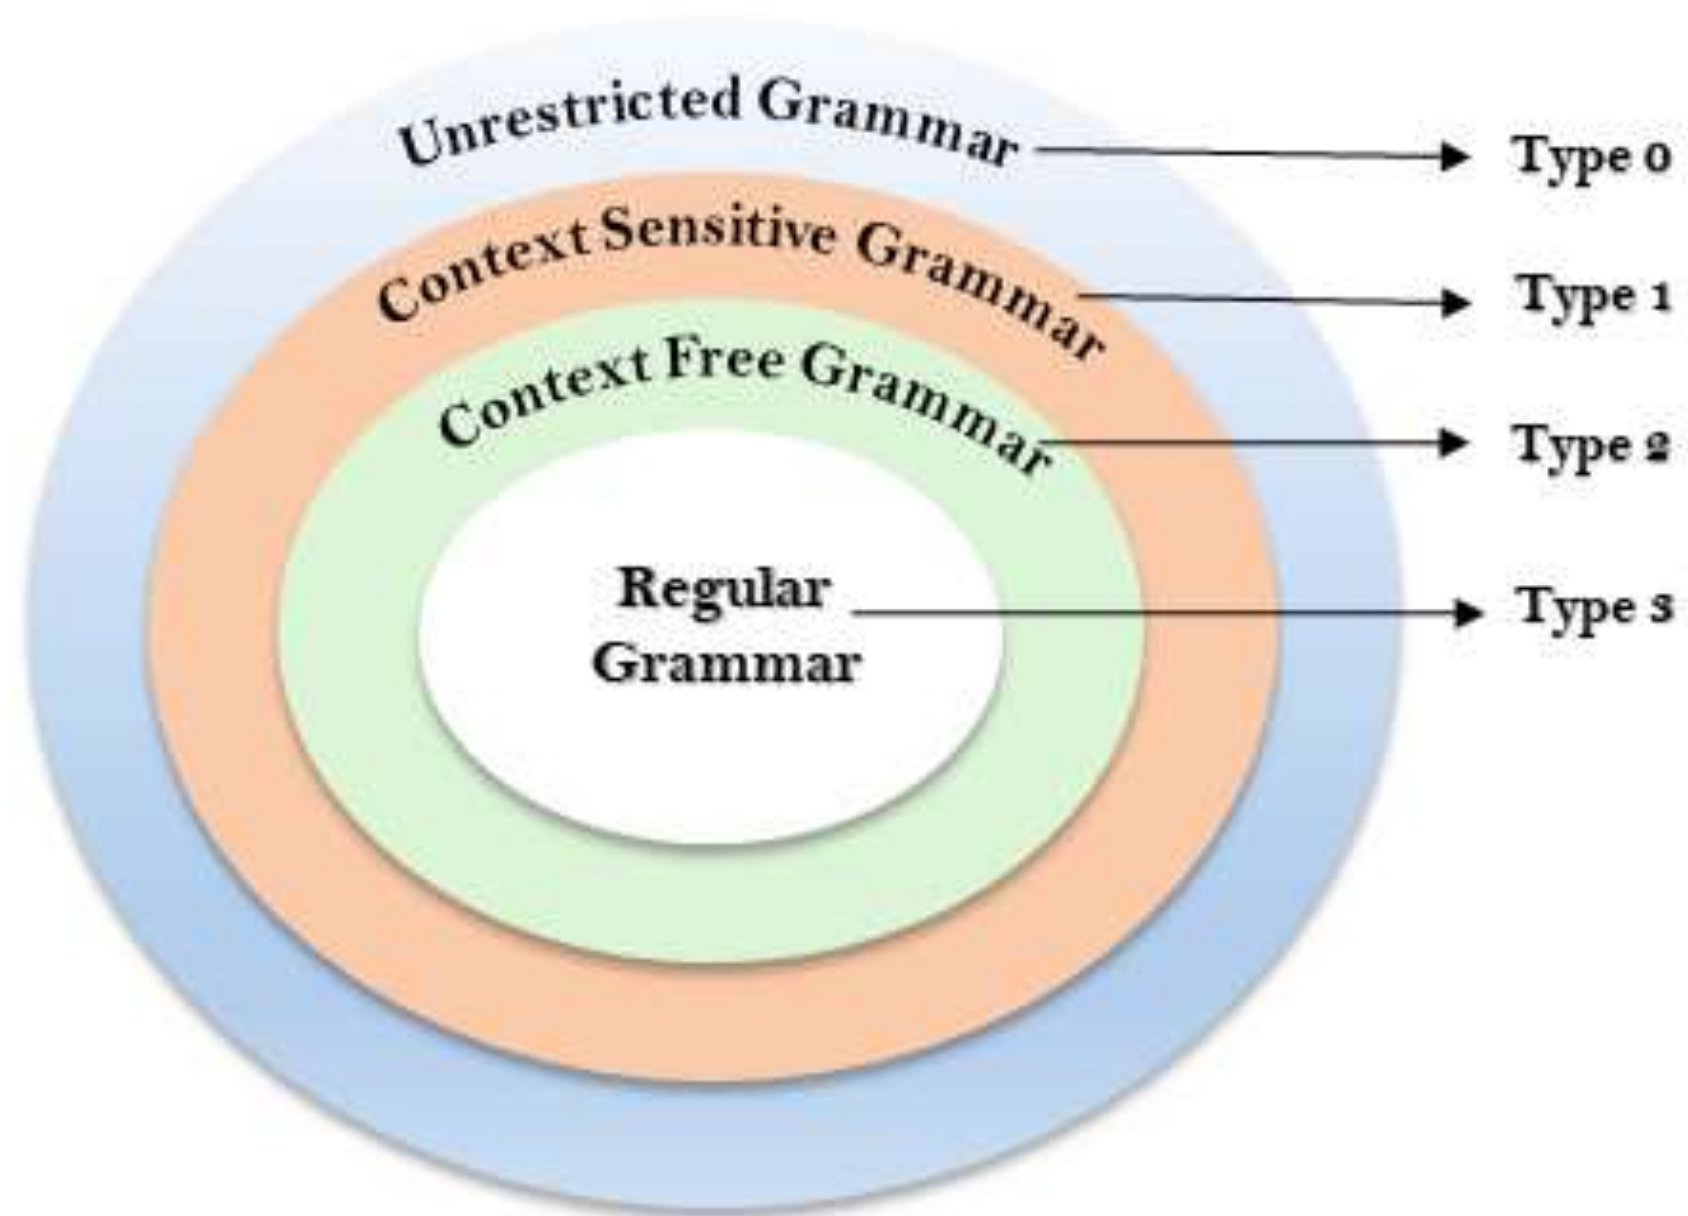 Unrestricted Grammar
Type 0
Context Sensitive Grammar
Type 1
Context Free Grammar
Type 2
Regular
Grammar
Type 3